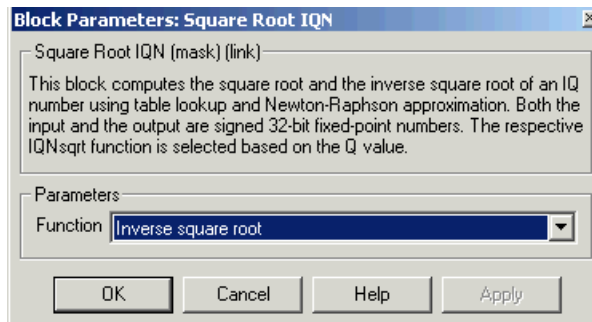 Block Parameters: Square Root IQN
Square Root IQN (mask) (link)
This block computes the square root and the inverse square root of an IQ
number using table lookup and Newton-Raphson approximation. Both the
input and the output are signed 32-bit fixed-point numbers. The respective
IQNsqrt function is selected based on the Q value.
Parameters
Function Inverse square root
OK Cancel Help Apply